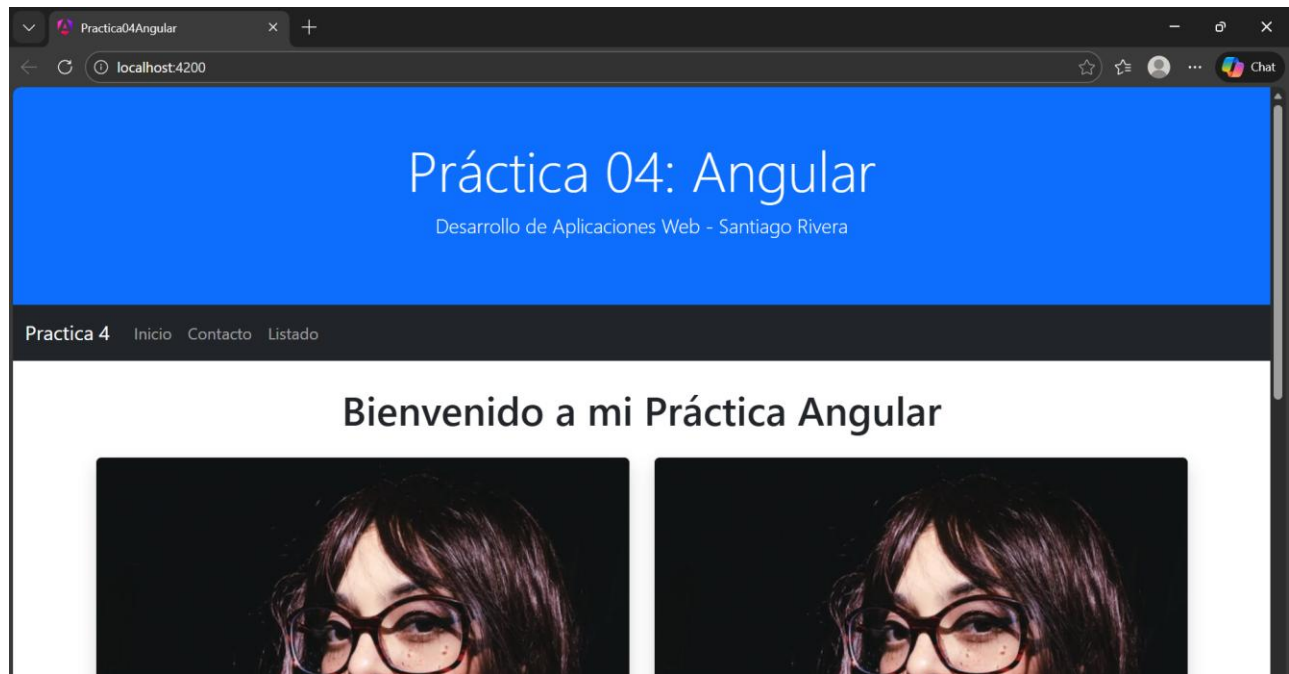 Practica04Angular
localhost:4200
Chat
Práctica 04: Angular
Desarrollo de Aplicaciones Web - Santiago Rivera
Practica 4 Inicio Contacto Listado
Bienvenido a mi Práctica Angular